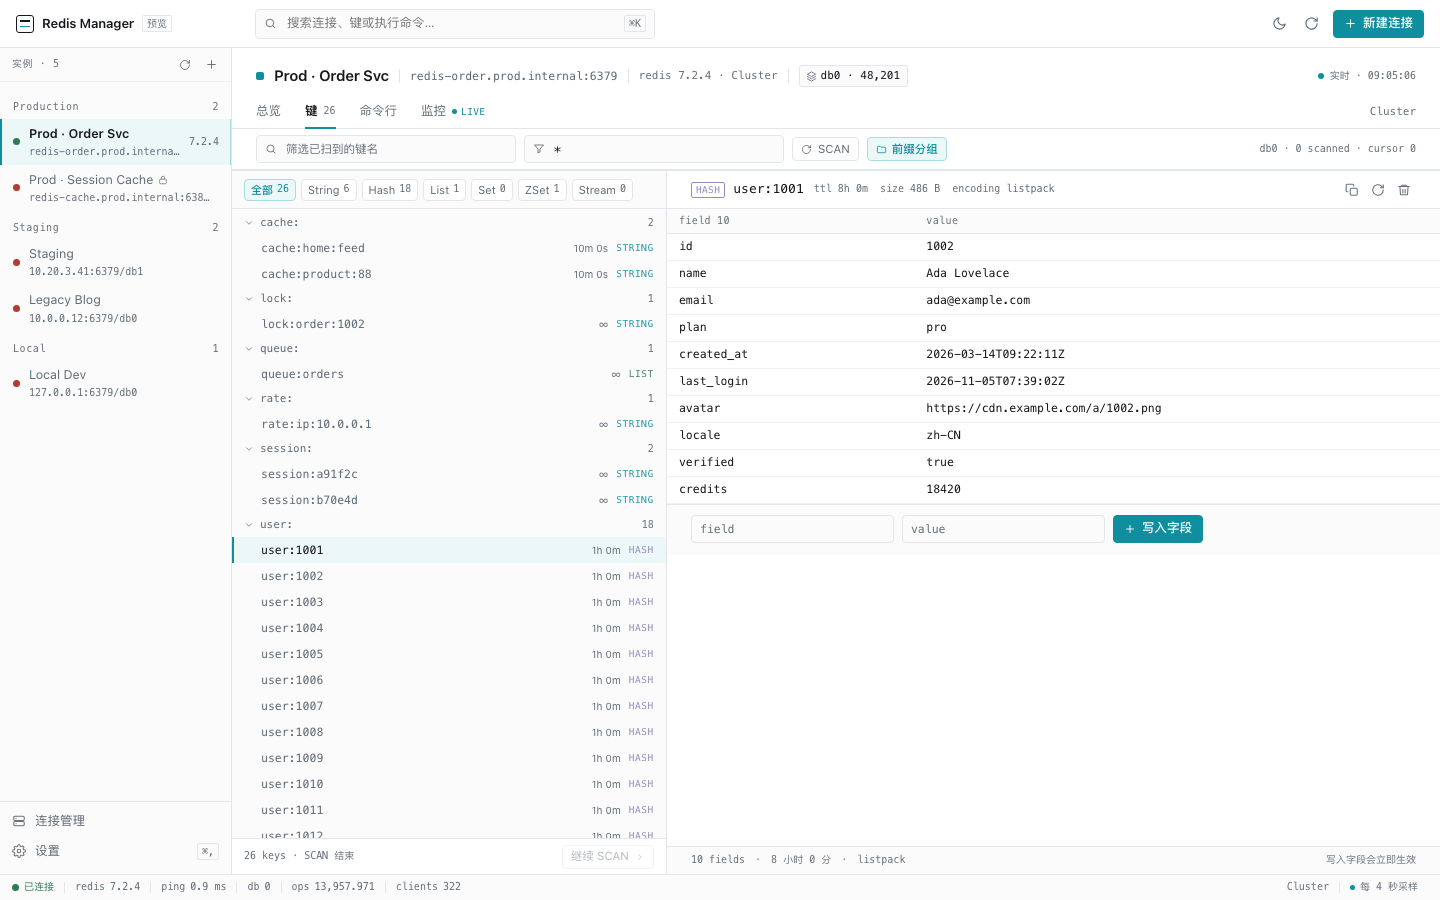 Redis Manager 预览
搜索连接、键或执行命令... ⌘K
新建连接
实例 · 5
Production 2
Prod · Order Svc
redis-order.prod.interna… 7.2.4
Prod · Session Cache
redis-cache.prod.internal:638…
Staging 2
Staging
10.20.3.41:6379/db1
Legacy Blog
10.0.0.12:6379/db0
Local 1
Local Dev
127.0.0.1:6379/db0
连接管理
设置 ⌘,
Prod · Order Svc redis-order.prod.internal:6379 redis 7.2.4 · Cluster db0 · 48,201 实时 · 09:05:06
总览 键 26 命令行 监控 LIVE Cluster
筛选已扫到的键名 * SCAN 前缀分组 db0 · 0 scanned · cursor 0
全部 26 String 6 Hash 18 List 1 Set 0 ZSet 1 Stream 0
cache: 2
cache:home:feed 10m 0s STRING
cache:product:88 10m 0s STRING
lock: 1
lock:order:1002 ∞ STRING
queue: 1
queue:orders ∞ LIST
rate: 1
rate:ip:10.0.0.1 ∞ STRING
session: 2
session:a91f2c ∞ STRING
session:b70e4d ∞ STRING
user: 18
user:1001 1h 0m HASH
user:1002 1h 0m HASH
user:1003 1h 0m HASH
user:1004 1h 0m HASH
user:1005 1h 0m HASH
user:1006 1h 0m HASH
user:1007 1h 0m HASH
user:1008 1h 0m HASH
user:1009 1h 0m HASH
user:1010 1h 0m HASH
user:1011 1h 0m HASH
user:1012 1h 0m HASH
26 keys · SCAN 结束 继续 SCAN
HASH user:1001 ttl 8h 0m size 486 B encoding listpack
field 10 value
id 1002
name Ada Lovelace
email ada@example.com
plan pro
created_at 2026-03-14T09:22:11Z
last_login 2026-11-05T07:39:02Z
avatar https://cdn.example.com/a/1002.png
locale zh-CN
verified true
credits 18420
field value 写入字段
10 fields · 8 小时 0 分 · listpack 写入字段会立即生效
已连接 redis 7.2.4 ping 0.9 ms db 0 ops 13,957.971 clients 322 Cluster 每 4 秒采样